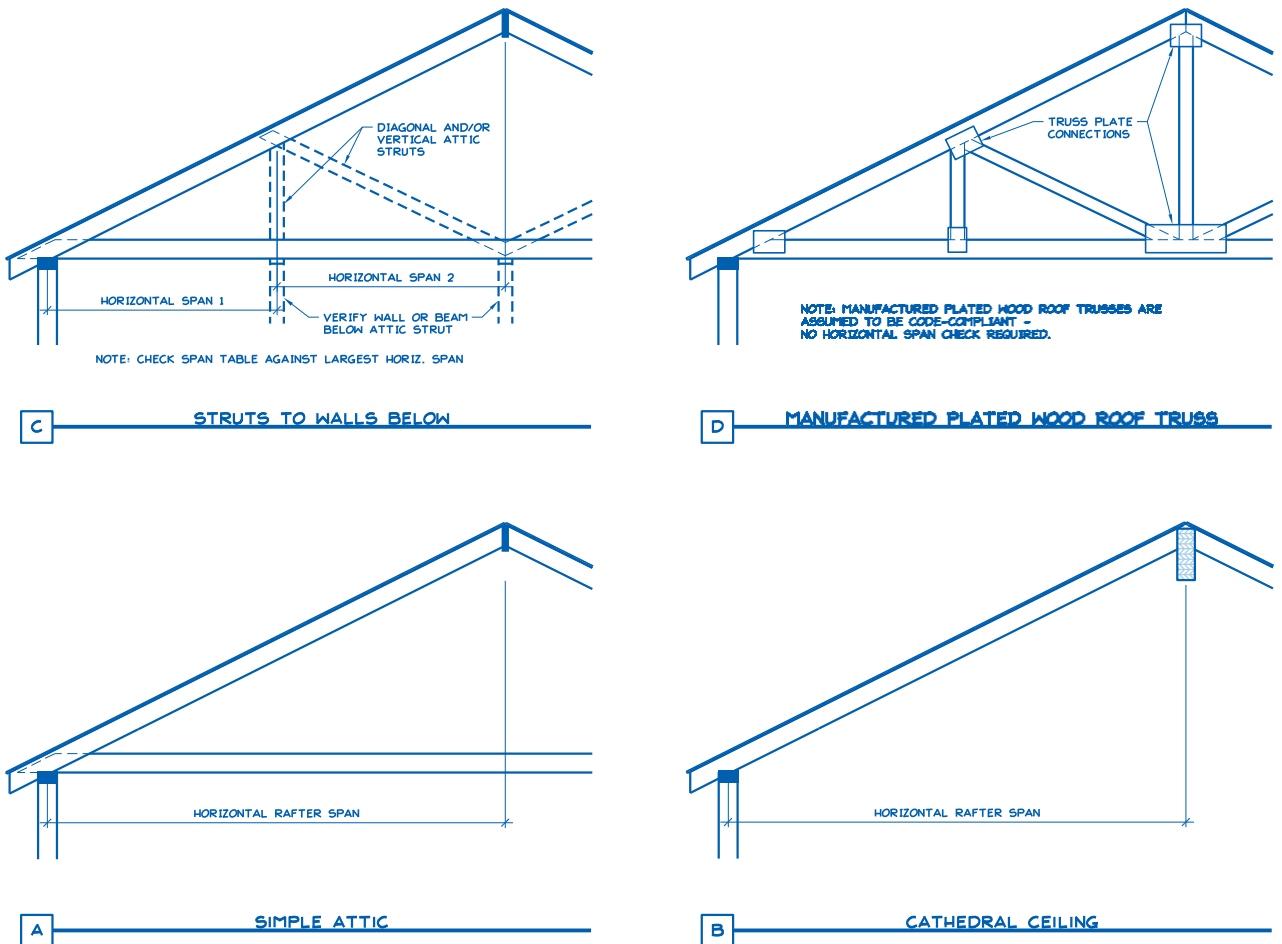 DIAGONAL AND/OR
VERTICAL ATTIC
STRUTS
HORIZONTAL SPAN 2
HORIZONTAL SPAN 1
VERIFY WALL OR BEAM
BELOW ATTIC STRUT
NOTE: CHECK SPAN TABLE AGAINST LARGEST HORIZ. SPAN
C
STRUTS TO WALLS BELOW
TRUSS PLATE
CONNECTIONS
NOTE: MANUFACTURED PLATED WOOD ROOF TRUSSES ARE
ASSUMED TO BE CODE-COMPLIANT -
NO HORIZONTAL SPAN CHECK REQUIRED.
D
MANUFACTURED PLATED WOOD ROOF TRUSS
HORIZONTAL RAFTER SPAN
A
SIMPLE ATTIC
HORIZONTAL RAFTER SPAN
B
CATHEDRAL CEILING